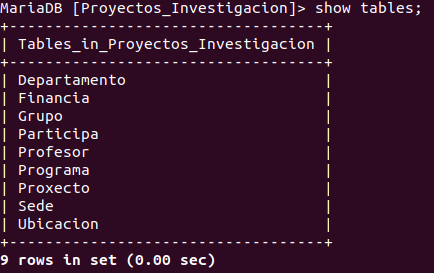 MariaDB [Proyectos_Investigacion]> show tables;
+-----------------------------------+
| Tables_in_Proyectos_Investigacion |
+-----------------------------------+
| Departamento                      |
| Financia                          |
| Grupo                             |
| Participa                         |
| Profesor                          |
| Programa                          |
| Proxecto                          |
| Sede                              |
| Ubicacion                         |
+-----------------------------------+
9 rows in set (0.00 sec)